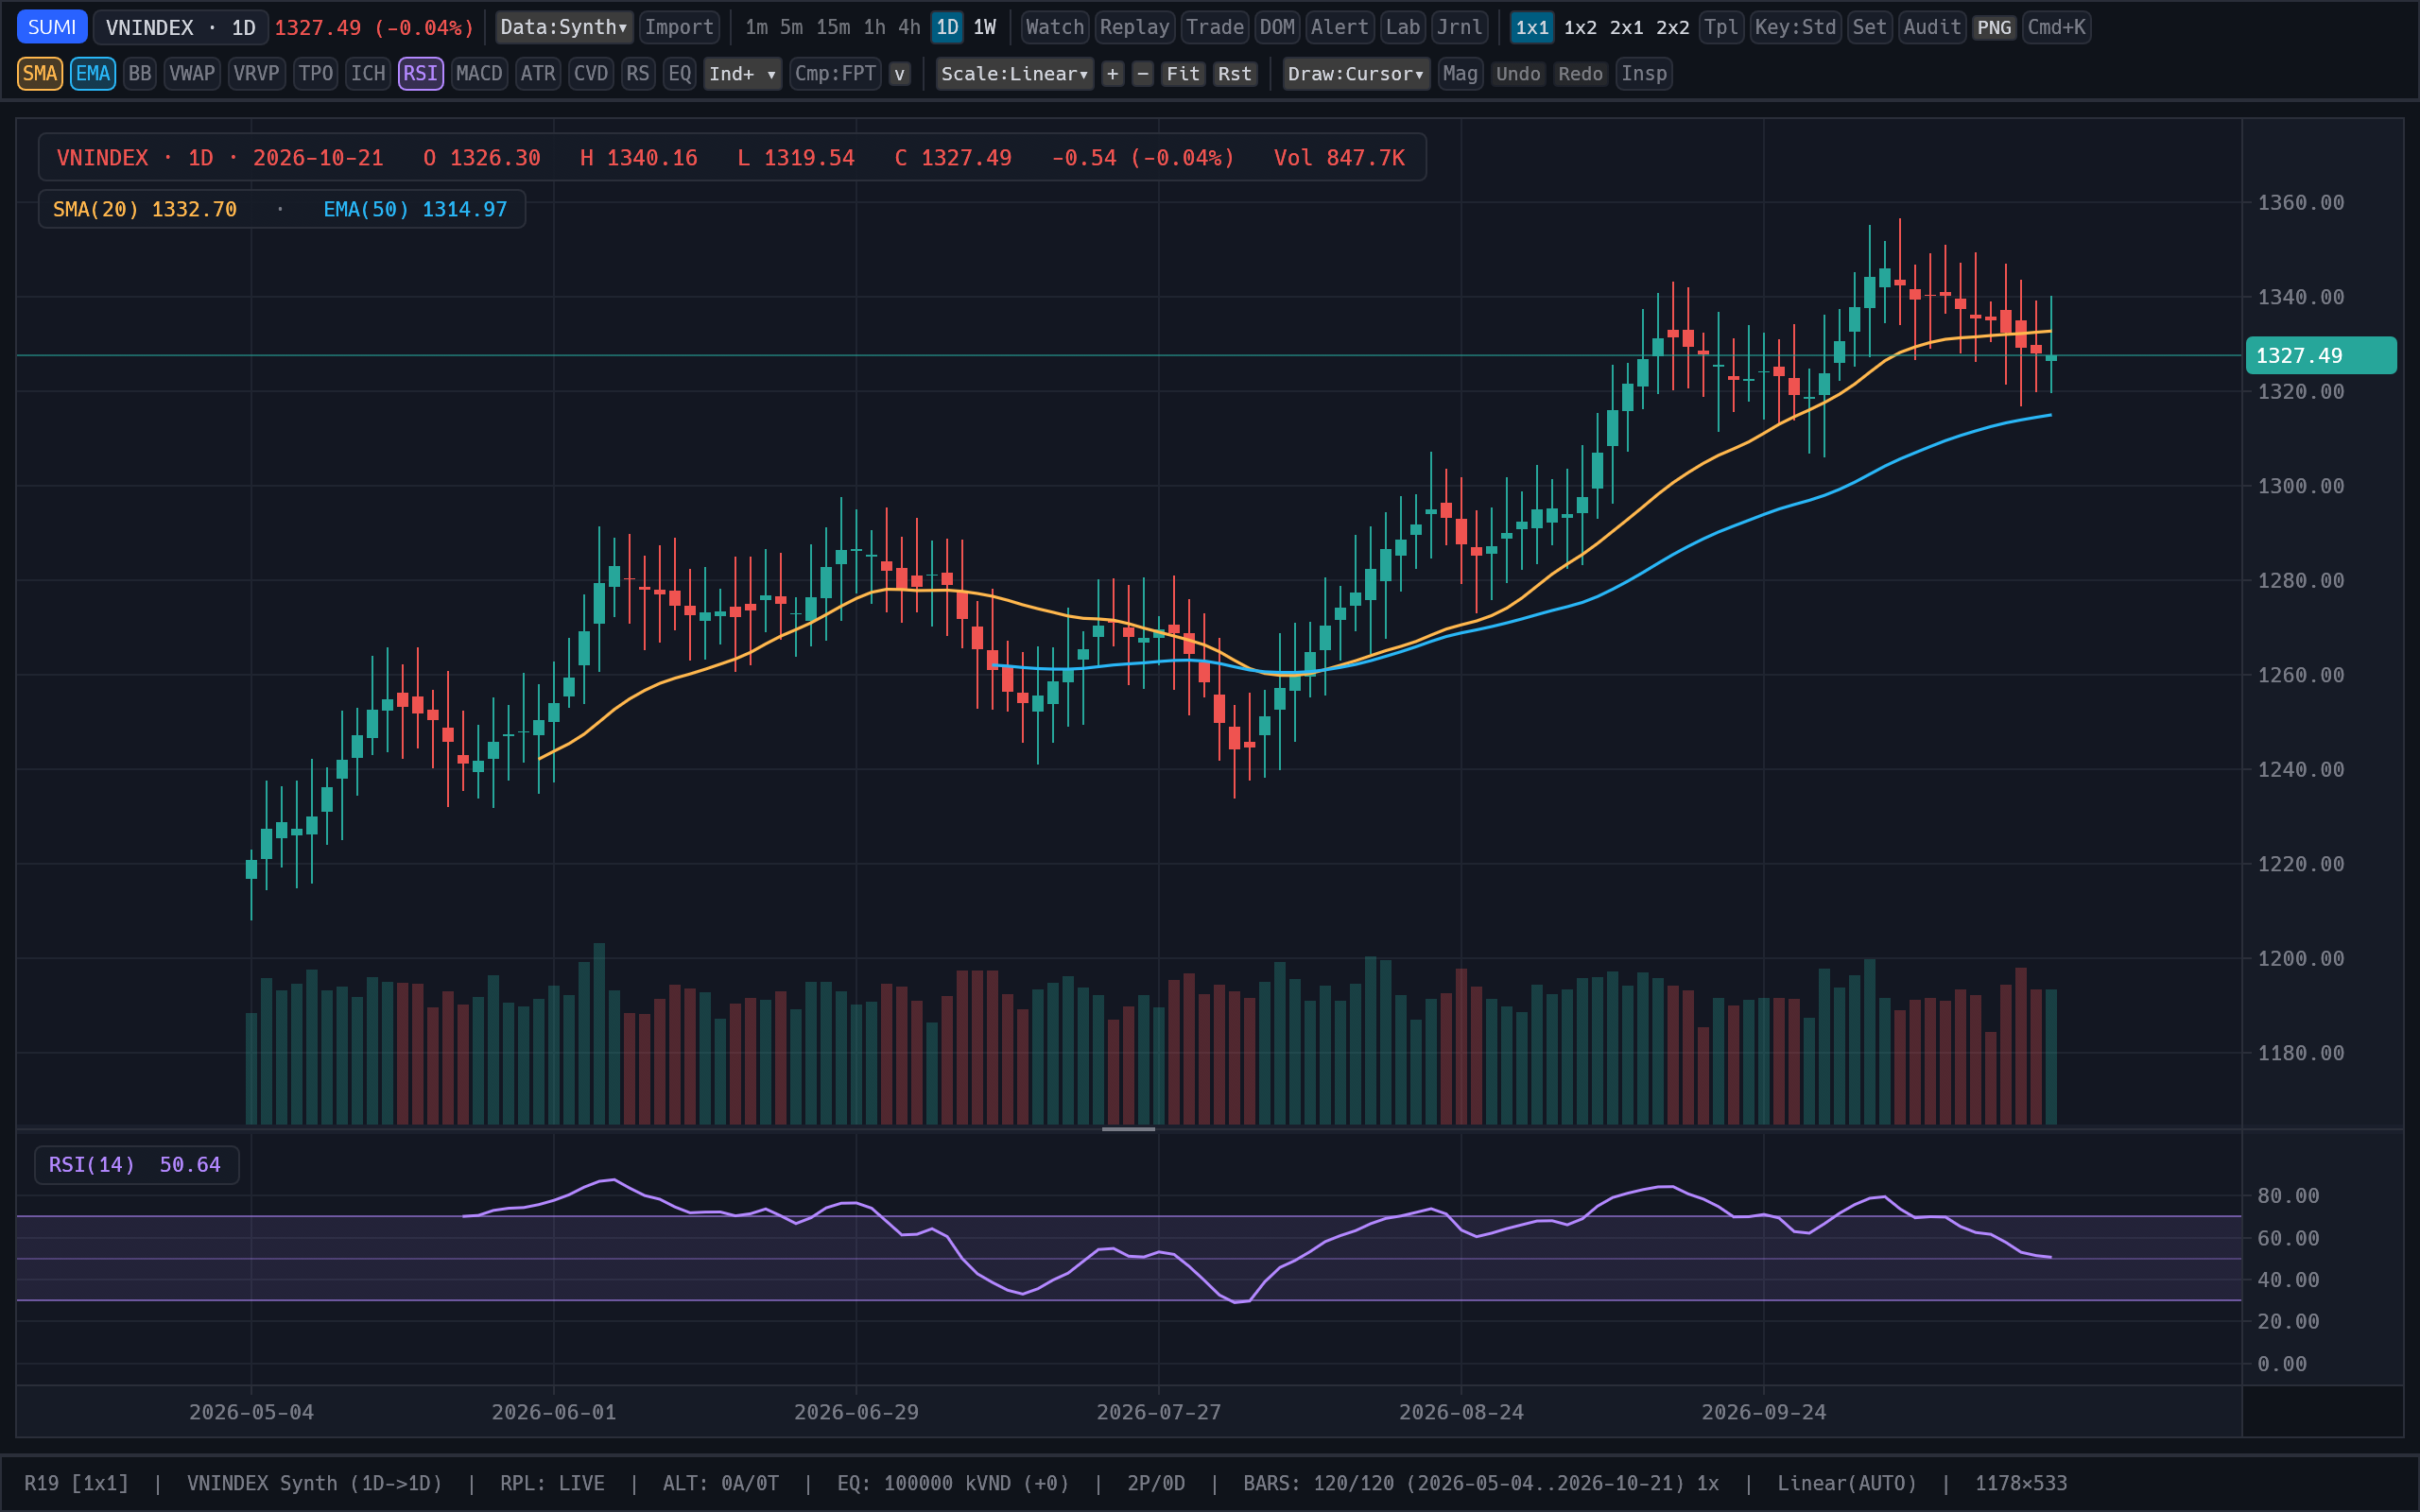 SUMI VNINDEX · 1D 1327.49 (-0.04%) Data:Synth▾ Import 1m 5m 15m 1h 4h 1D 1W Watch Replay Trade DOM Alert Lab Jrnl 1x1 1x2 2x1 2x2 Tpl Key:Std Set Audit PNG Cmd+K
SMA EMA BB VWAP VRVP TPO ICH RSI MACD ATR CVD RS EQ Ind+ ▾ Cmp:FPT v Scale:Linear▾ + − Fit Rst Draw:Cursor▾ Mag Undo Redo Insp
VNINDEX · 1D · 2026-10-21 O 1326.30 H 1340.16 L 1319.54 C 1327.49 -0.54 (-0.04%) Vol 847.7K
SMA(20) 1332.70 · EMA(50) 1314.97
1360.00
1340.00
1327.49
1320.00
1300.00
1280.00
1260.00
1240.00
1220.00
1200.00
1180.00
RSI(14) 50.64
80.00
60.00
40.00
20.00
0.00
2026-05-04 2026-06-01 2026-06-29 2026-07-27 2026-08-24 2026-09-24
R19 [1x1] | VNINDEX Synth (1D->1D) | RPL: LIVE | ALT: 0A/0T | EQ: 100000 kVND (+0) | 2P/0D | BARS: 120/120 (2026-05-04..2026-10-21) 1x | Linear(AUTO) | 1178×533